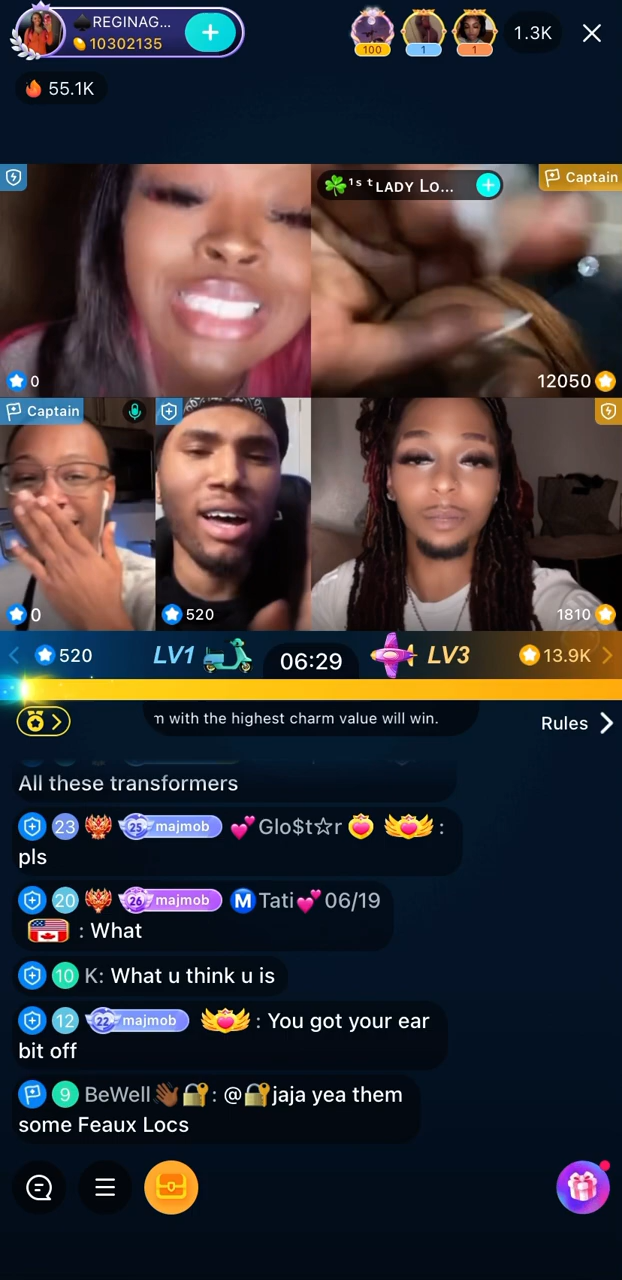 ♠️REGINAG...
10302135
100
1
1
1.3K
55.1K
☘️¹ˢᵗLADY Lo...
Captain
0
12050
Captain
0
520
1810
520
LV1
06:29
LV3
13.9K
m with the highest charm value will win.
Rules
All these transformers
23 25 majmob 💕Glo$t☆r :
pls
20 26 majmob Ⓜ️Tati💕06/19
: What
10 K: What u think u is
12 22 majmob : You got your ear
bit off
9 BeWell👋🏾🔐: @🔐jaja yea them
some Feaux Locs